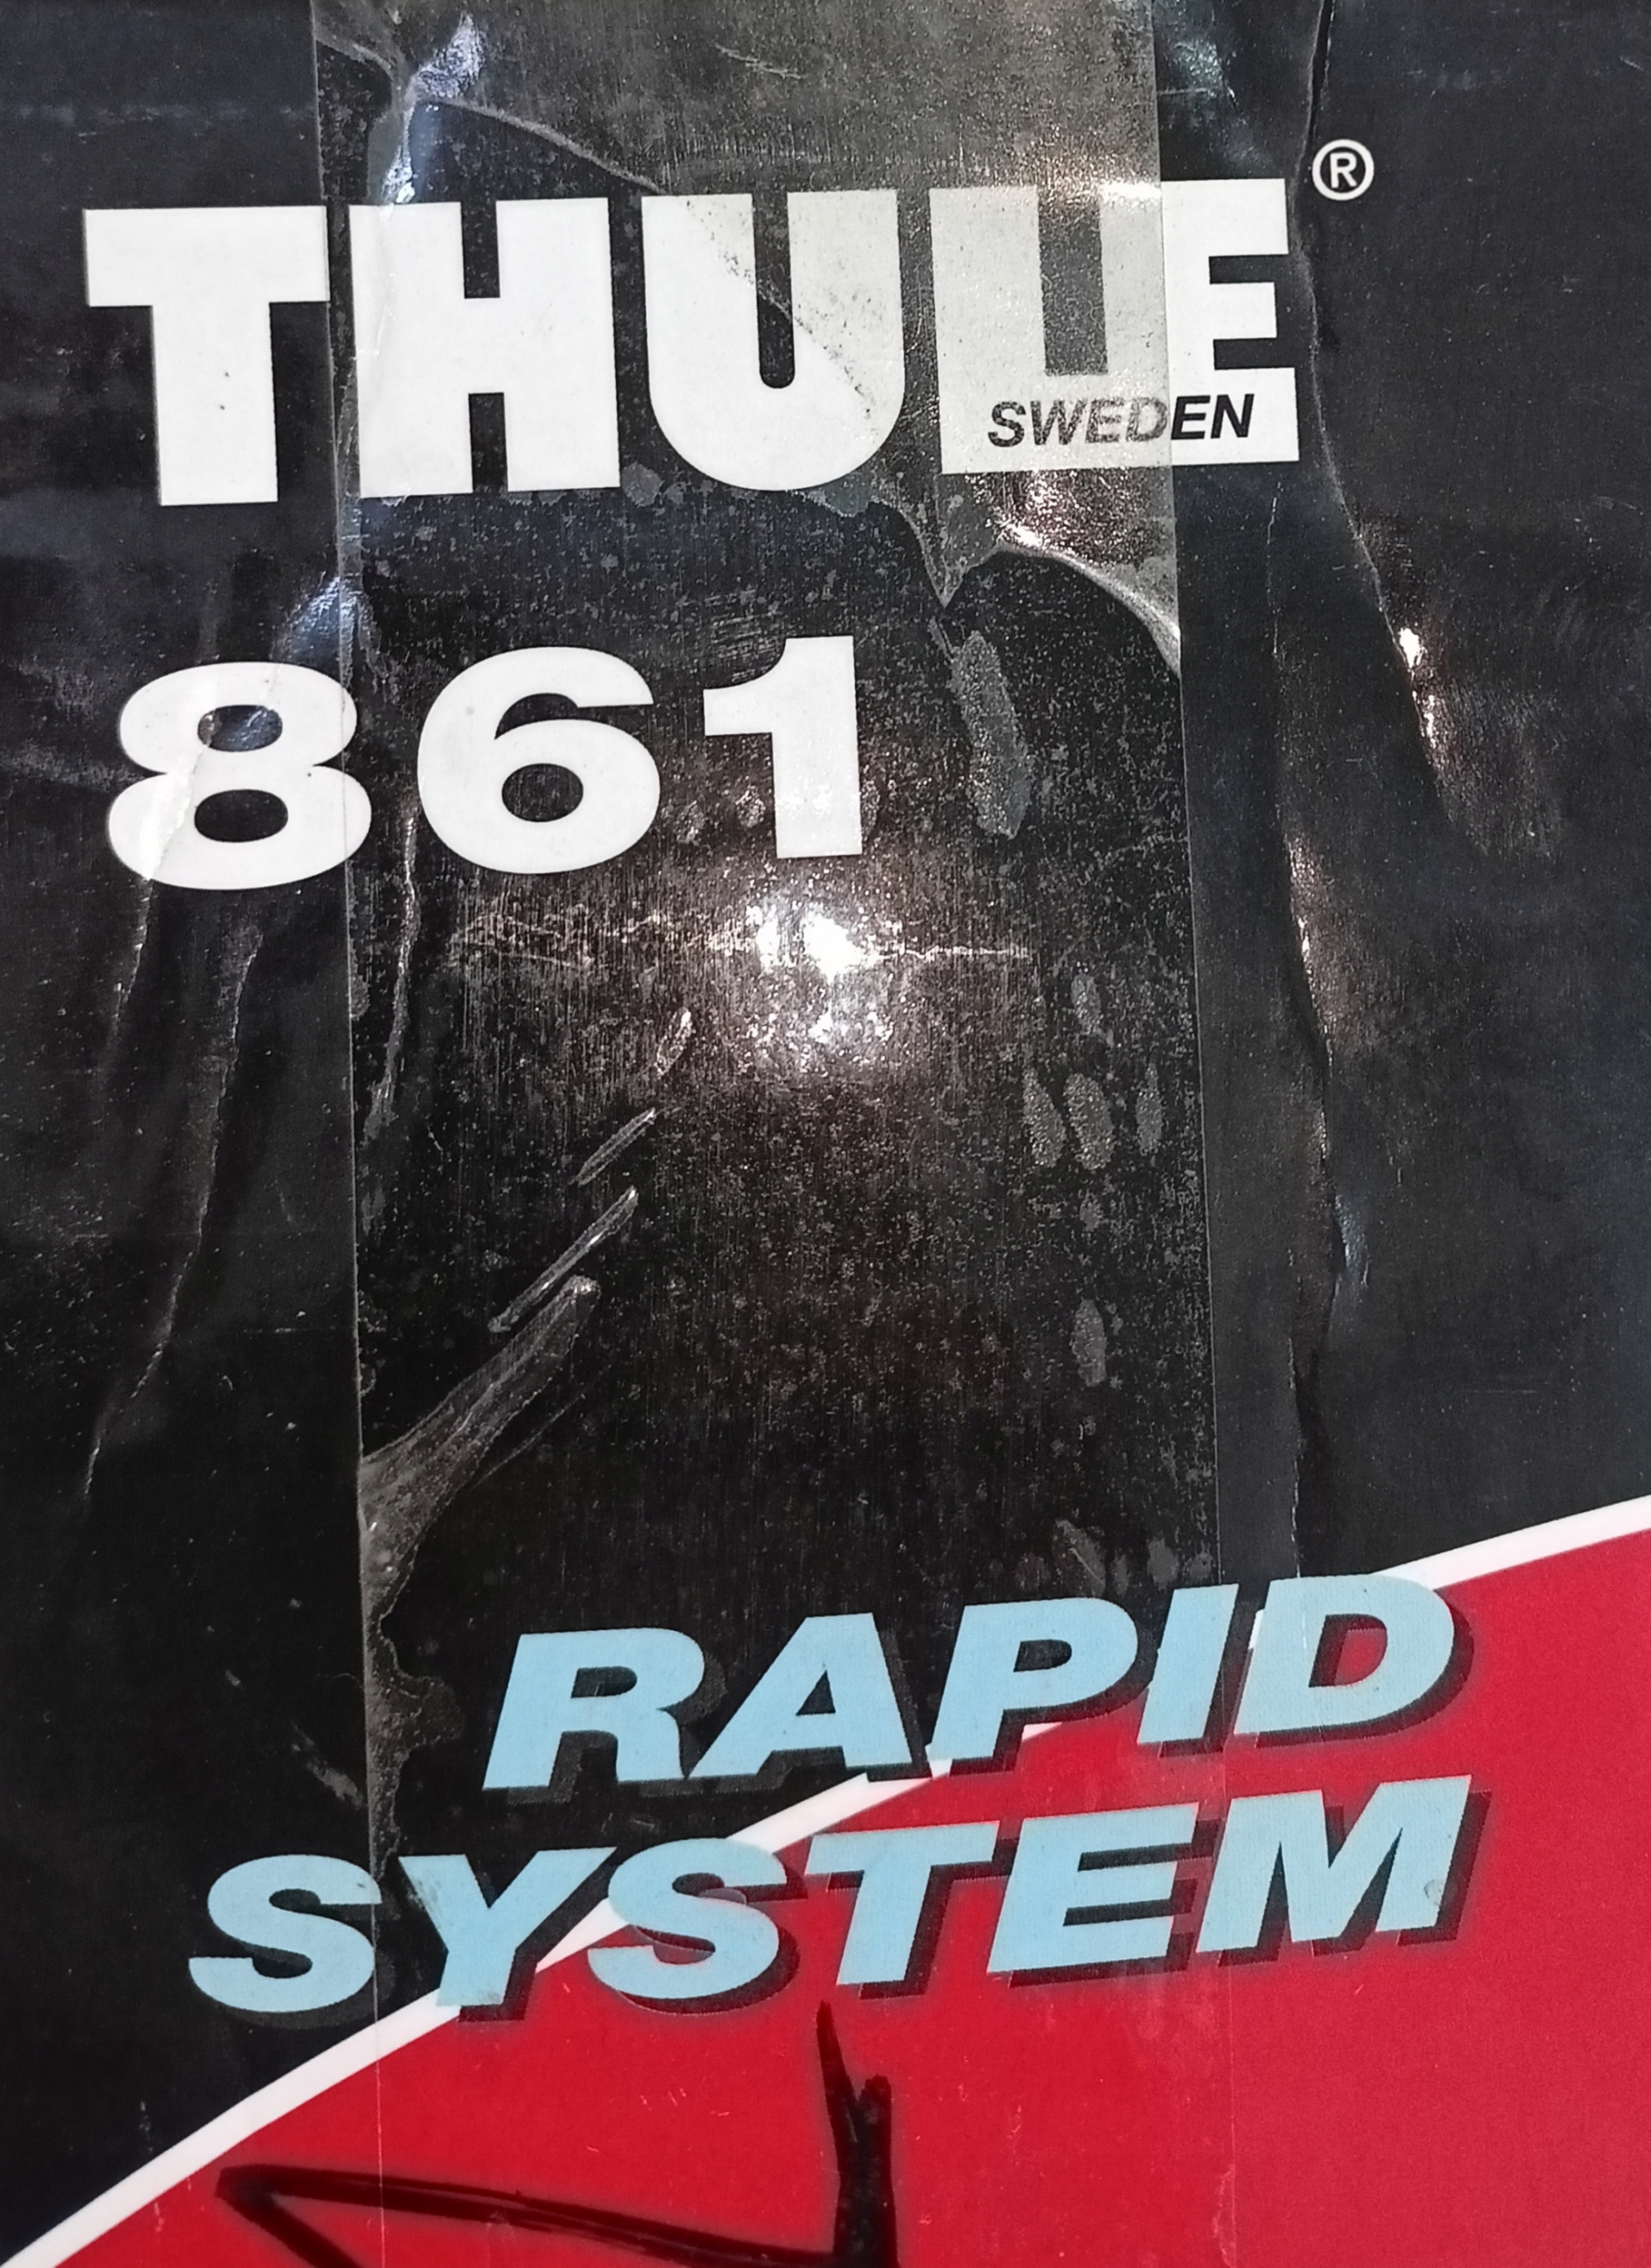 THULE®
SWEDEN
861
RAPID
SYSTEM